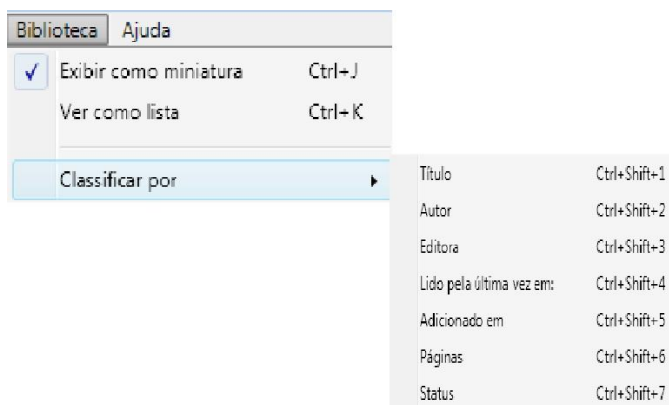 Biblioteca Ajuda
Exibir como miniatura Ctrl+J
Ver como lista Ctrl+K
Classificar por
Título Ctrl+Shift+1
Autor Ctrl+Shift+2
Editora Ctrl+Shift+3
Lido pela última vez em: Ctrl+Shift+4
Adicionado em Ctrl+Shift+5
Páginas Ctrl+Shift+6
Status Ctrl+Shift+7